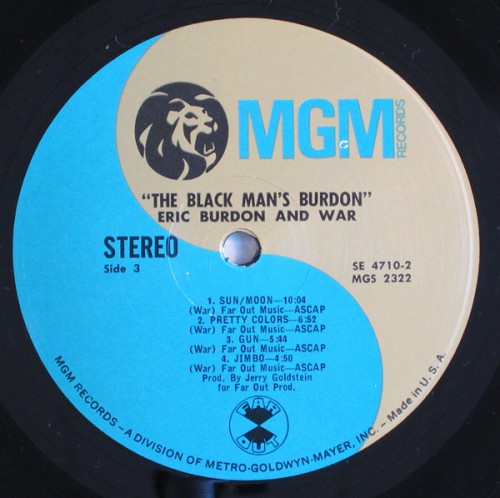 MGM
RECORDS
"THE BLACK MAN'S BURDON"
ERIC BURDON AND WAR
STEREO
Side 3
SE 4710-2
MGS 2322
1. SUN/MOON—10:04
(War) Far Out Music—ASCAP
2. PRETTY COLORS—6:52
(War) Far Out Music—ASCAP
3. GUN—5:44
(War) Far Out Music—ASCAP
4. JIMBO—4:50
(War) Far Out Music—ASCAP
Prod. By Jerry Goldstein
for Far Out Prod.
FAR
OUT
MGM RECORDS—A DIVISION OF METRO-GOLDWYN-MAYER, INC.—Made in U. S. A.